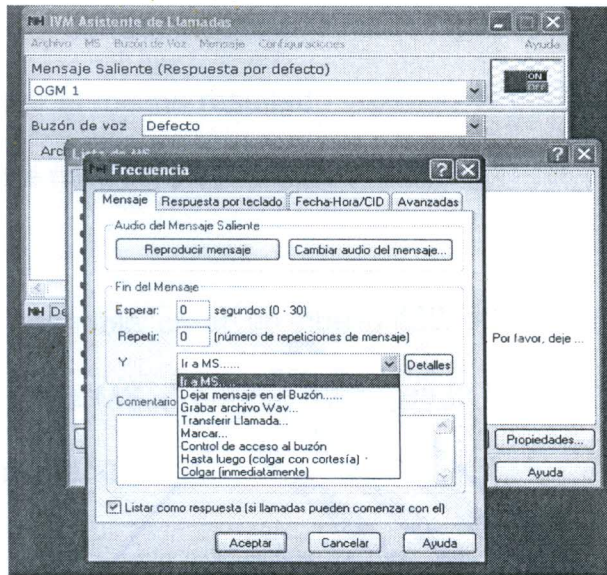 IVM Asistente de Llamadas
Archivo MS Buzón de Voz Mensaje Configuraciones Ayuda
Mensaje Saliente (Respuesta por defecto)
OGM 1
ON
OFF
Buzón de voz Defecto
Lista de MS
Frecuencia
Mensaje Respuesta por teclado Fecha-Hora/CID Avanzadas
Audio del Mensaje Saliente
Reproducir mensaje Cambiar audio del mensaje...
Fin del Mensaje
Esperar: 0 segundos (0 - 30)
Repetir: 0 (número de repeticiones de mensaje)
Por favor, deje ...
Y Ir a MS...... Detalles
Ir a MS......
Dejar mensaje en el Buzón......
Comentario
Grabar archivo Wav...
Transferir Llamada...
Marcar...
Control de acceso al buzón
Hasta luego (colgar con cortesía)
Colgar (inmediatamente)
Propiedades...
Ayuda
Listar como respuesta (si llamadas pueden comenzar con el)
Aceptar Cancelar Ayuda